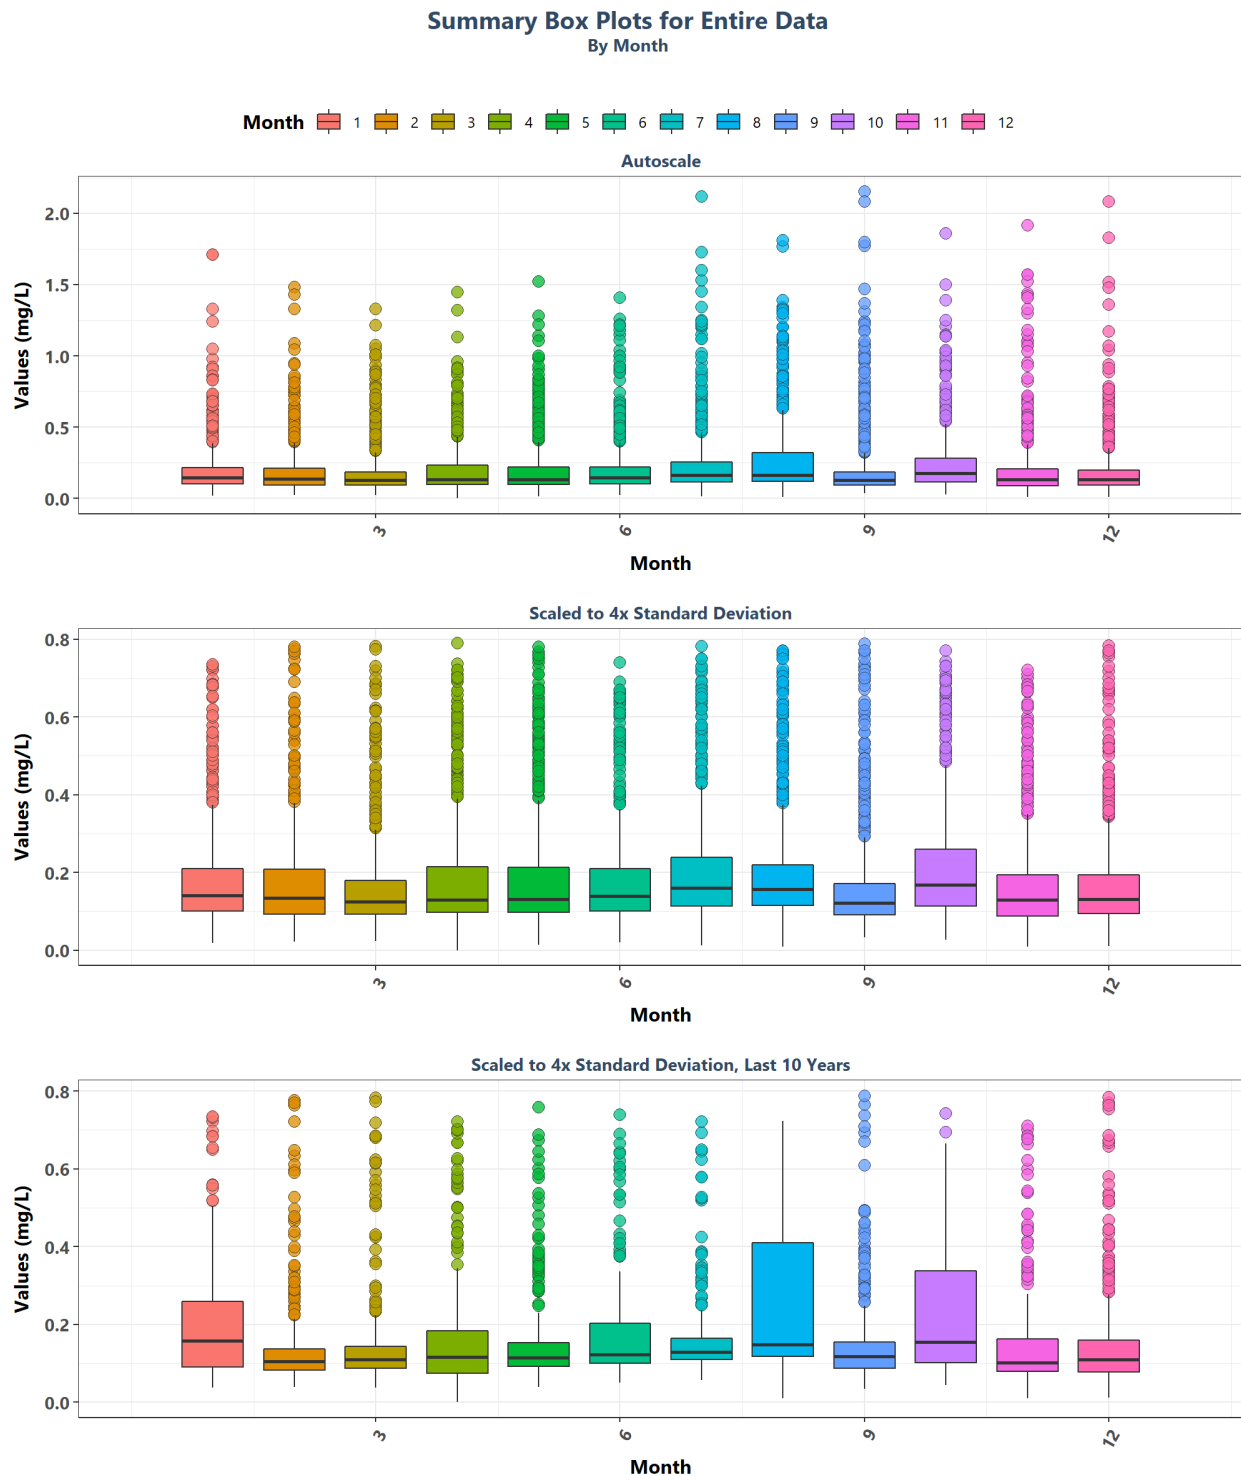 Summary Box Plots for Entire Data
By Month
Month 1 2 3 4 5 6 7 8 9 10 11 12
Autoscale
Values (mg/L)
2.0
1.5
1.0
0.5
0.0
3 6 9 12
Month
Scaled to 4x Standard Deviation
Values (mg/L)
0.8
0.6
0.4
0.2
0.0
3 6 9 12
Month
Scaled to 4x Standard Deviation, Last 10 Years
Values (mg/L)
0.8
0.6
0.4
0.2
0.0
3 6 9 12
Month